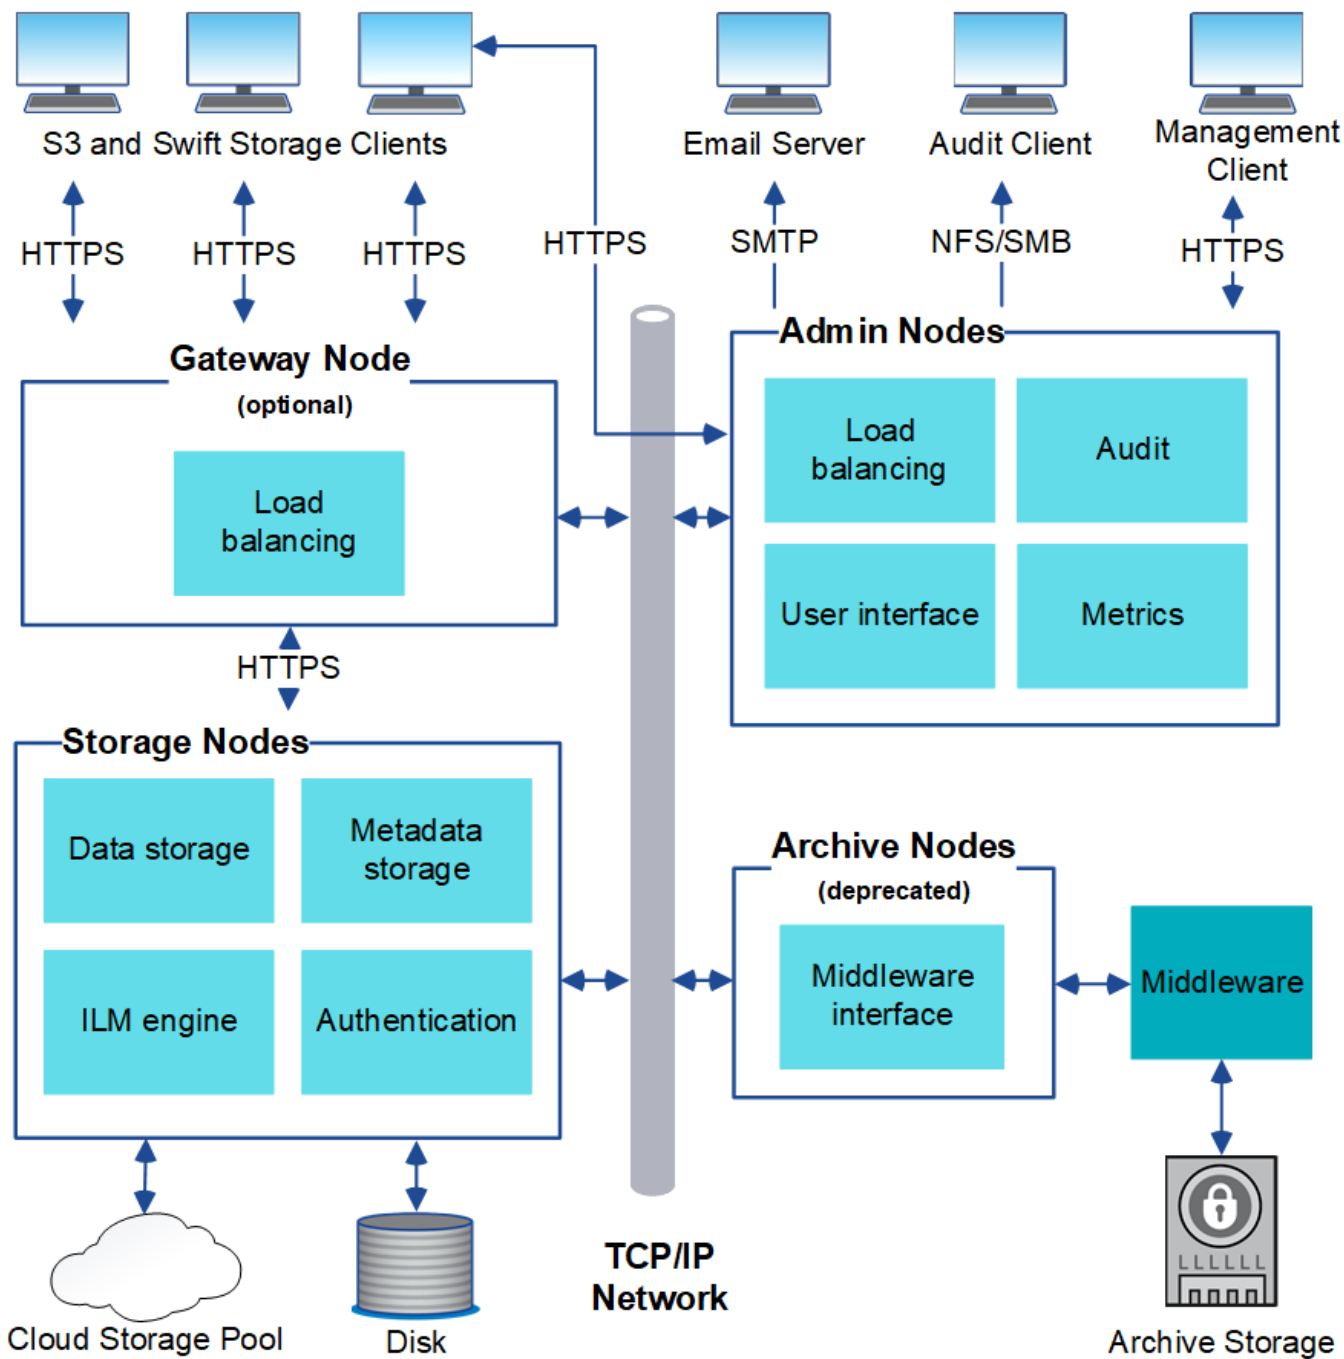 S3 and Swift Storage Clients
Email Server
Audit Client
Management
Client
HTTPS
HTTPS
HTTPS
HTTPS
SMTP
NFS/SMB
HTTPS
Gateway Node
(optional)
Load
balancing
HTTPS
Admin Nodes
Load
balancing
Audit
User interface
Metrics
Storage Nodes
Data storage
Metadata
storage
ILM engine
Authentication
Archive Nodes
(deprecated)
Middleware
interface
Middleware
Cloud Storage Pool
Disk
TCP/IP
Network
LLLLLL
Archive Storage